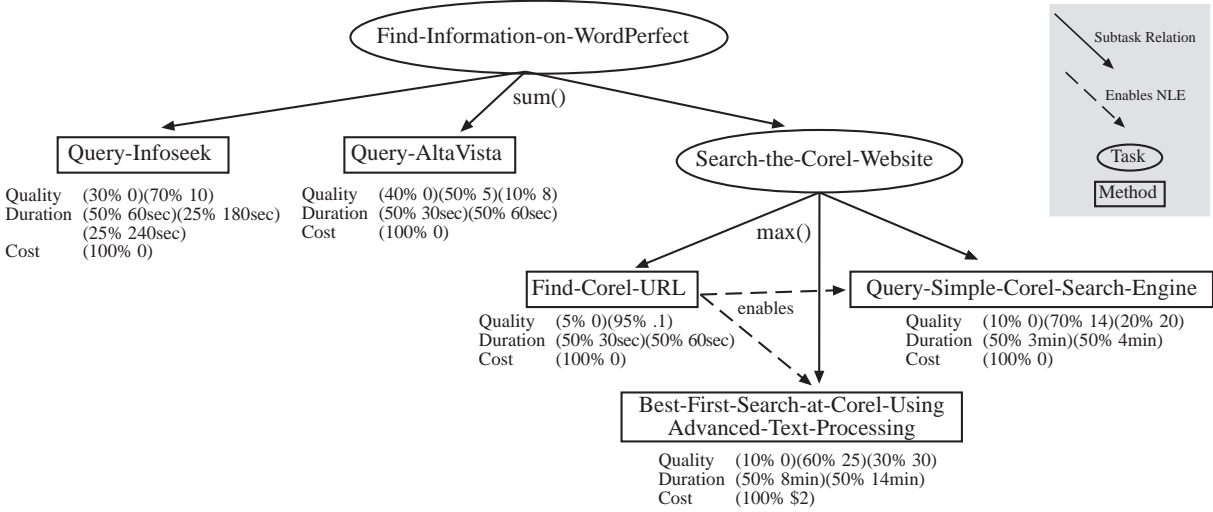 Find-Information-on-WordPerfect
Subtask Relation
Enables NLE
Task
Method
sum()
Query-Infoseek
Quality (30% 0)(70% 10)
Duration (50% 60sec)(25% 180sec)
(25% 240sec)
Cost (100% 0)
Query-AltaVista
Quality (40% 0)(50% 5)(10% 8)
Duration (50% 30sec)(50% 60sec)
Cost (100% 0)
Search-the-Corel-Website
max()
Find-Corel-URL
Quality (5% 0)(95% .1)
Duration (50% 30sec)(50% 60sec)
Cost (100% 0)
enables
Query-Simple-Corel-Search-Engine
Quality (10% 0)(70% 14)(20% 20)
Duration (50% 3min)(50% 4min)
Cost (100% 0)
Best-First-Search-at-Corel-Using
Advanced-Text-Processing
Quality (10% 0)(60% 25)(30% 30)
Duration (50% 8min)(50% 14min)
Cost (100% $2)